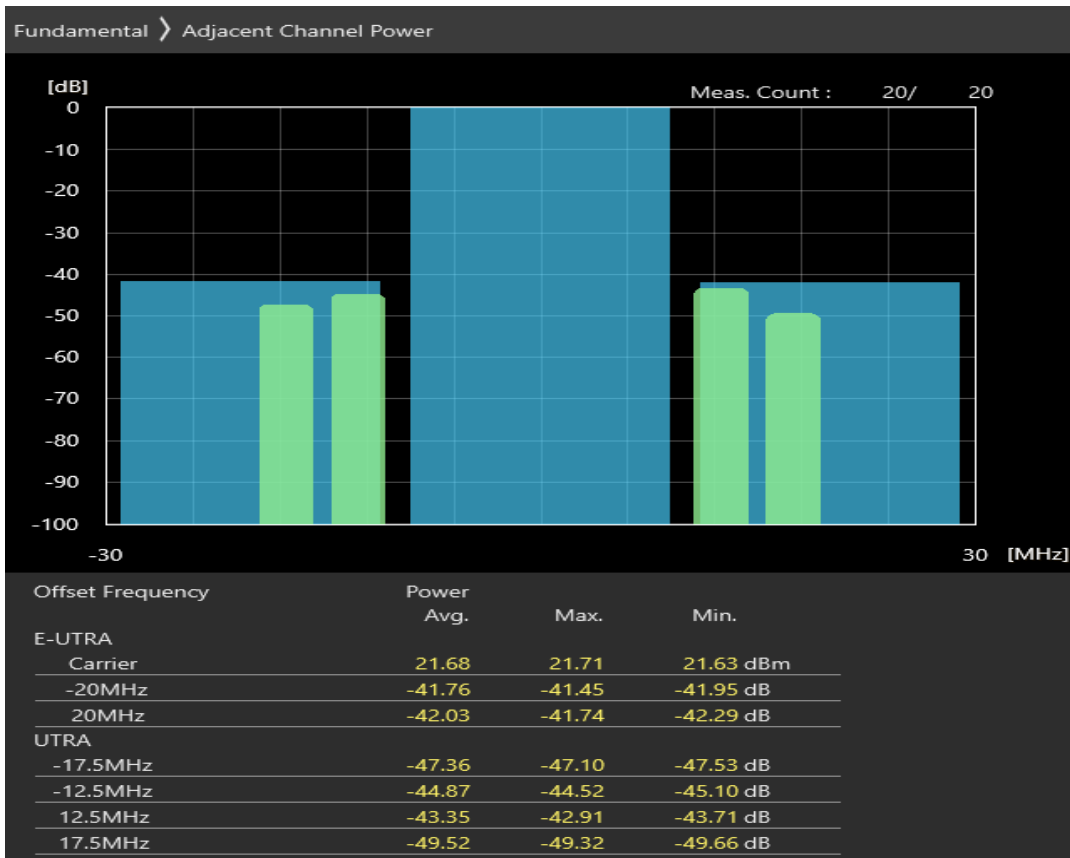 Fundamental 〉 Adjacent Channel Power
[dB]
Meas. Count : 20/ 20
0
-10
-20
-30
-40
-50
-60
-70
-80
-90
-100
-30 30 [MHz]
Offset Frequency Power
Avg. Max. Min.
E-UTRA
Carrier 21.68 21.71 21.63 dBm
-20MHz -41.76 -41.45 -41.95 dB
20MHz -42.03 -41.74 -42.29 dB
UTRA
-17.5MHz -47.36 -47.10 -47.53 dB
-12.5MHz -44.87 -44.52 -45.10 dB
12.5MHz -43.35 -42.91 -43.71 dB
17.5MHz -49.52 -49.32 -49.66 dB